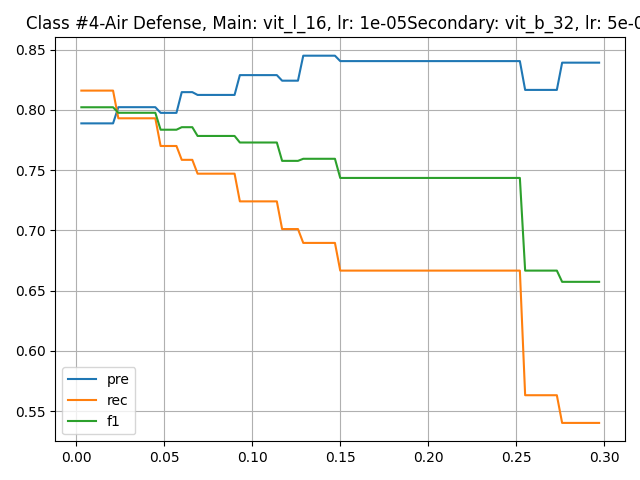 Class #4-Air Defense, Main: vit_l_16, lr: 1e-05Secondary: vit_b_32, lr: 5e-0
0.85
0.80
0.75
0.70
0.65
0.60
0.55
pre
rec
f1
0.00 0.05 0.10 0.15 0.20 0.25 0.30